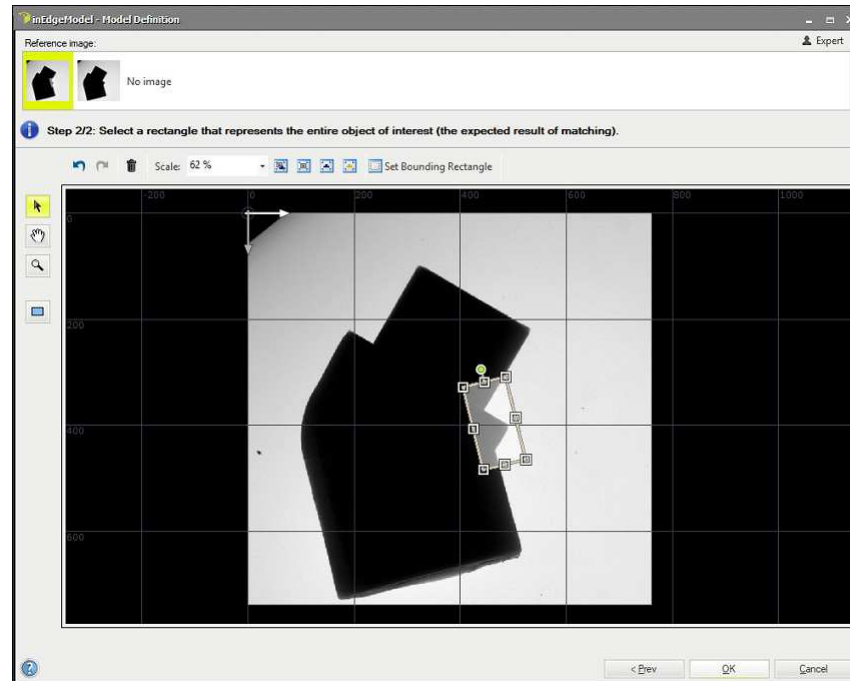 inEdgeModel - Model Definition
Reference image:
Expert
No image
Step 2/2: Select a rectangle that represents the entire object of interest (the expected result of matching).
Scale: 62 % Set Bounding Rectangle
-200 0 200 400 600 800 1000
0
200
400
600
< Prev OK Cancel